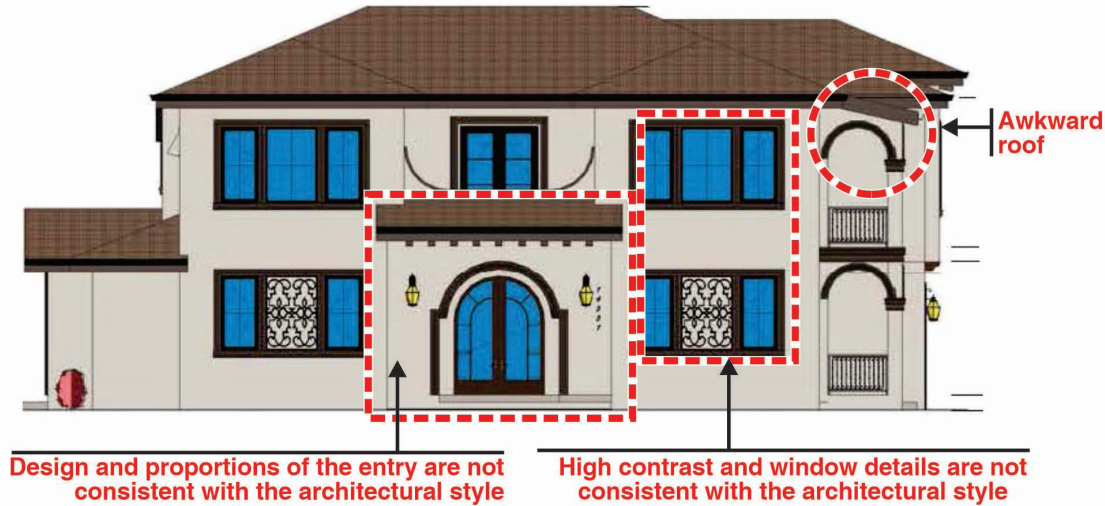 Awkward
roof
Design and proportions of the entry are not
consistent with the architectural style
High contrast and window details are not
consistent with the architectural style